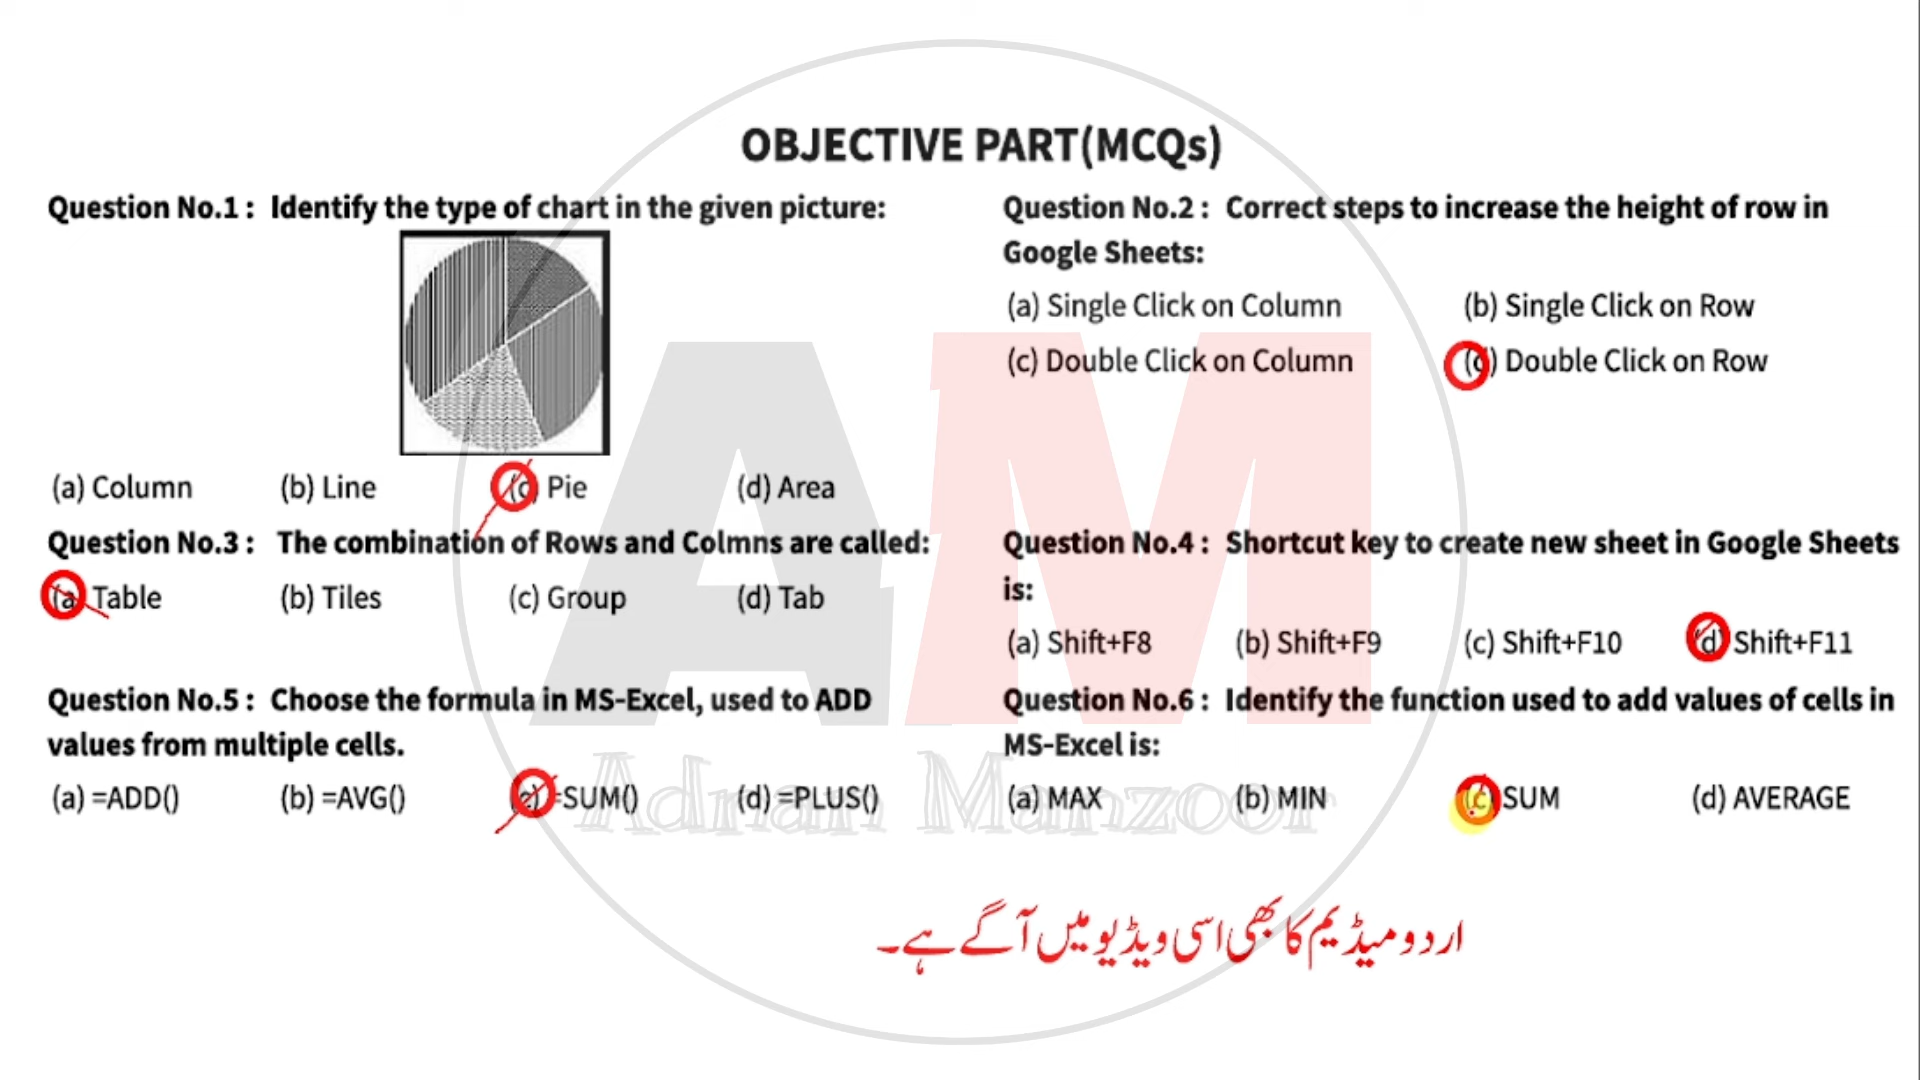 OBJECTIVE PART(MCQs)
Question No.1 : Identify the type of chart in the given picture:
(a) Column (b) Line (c) Pie (d) Area
Question No.2 : Correct steps to increase the height of row in
Google Sheets:
(a) Single Click on Column (b) Single Click on Row
(c) Double Click on Column (d) Double Click on Row
Question No.3 : The combination of Rows and Colmns are called:
(a) Table (b) Tiles (c) Group (d) Tab
Question No.4 : Shortcut key to create new sheet in Google Sheets
is:
(a) Shift+F8 (b) Shift+F9 (c) Shift+F10 (d) Shift+F11
Question No.5 : Choose the formula in MS-Excel, used to ADD
values from multiple cells.
(a) =ADD() (b) =AVG() (c) =SUM() (d) =PLUS()
Question No.6 : Identify the function used to add values of cells in
MS-Excel is:
(a) MAX (b) MIN (c) SUM (d) AVERAGE
AM
Adnan Manzoor
اردو میڈیم کا بھی اسی ویڈیو میں آگے ہے۔